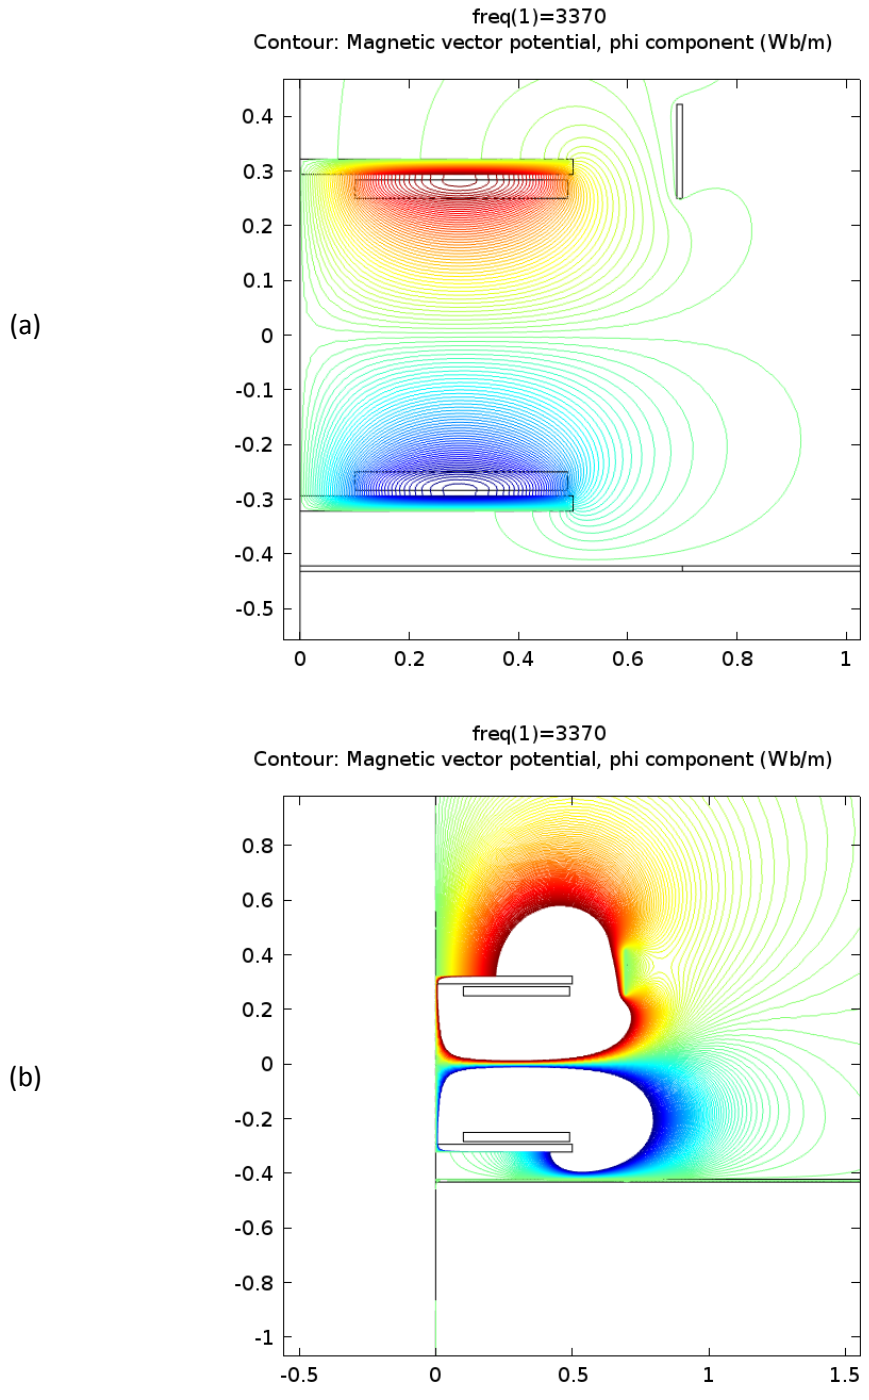 freq(1)=3370
Contour: Magnetic vector potential, phi component (Wb/m)
0.4
0.3
0.2
0.1
(a)
0
-0.1
-0.2
-0.3
-0.4
-0.5
0 0.2 0.4 0.6 0.8 1
freq(1)=3370
Contour: Magnetic vector potential, phi component (Wb/m)
0.8
0.6
0.4
0.2
(b)
0
-0.2
-0.4
-0.6
-0.8
-1
-0.5 0 0.5 1 1.5